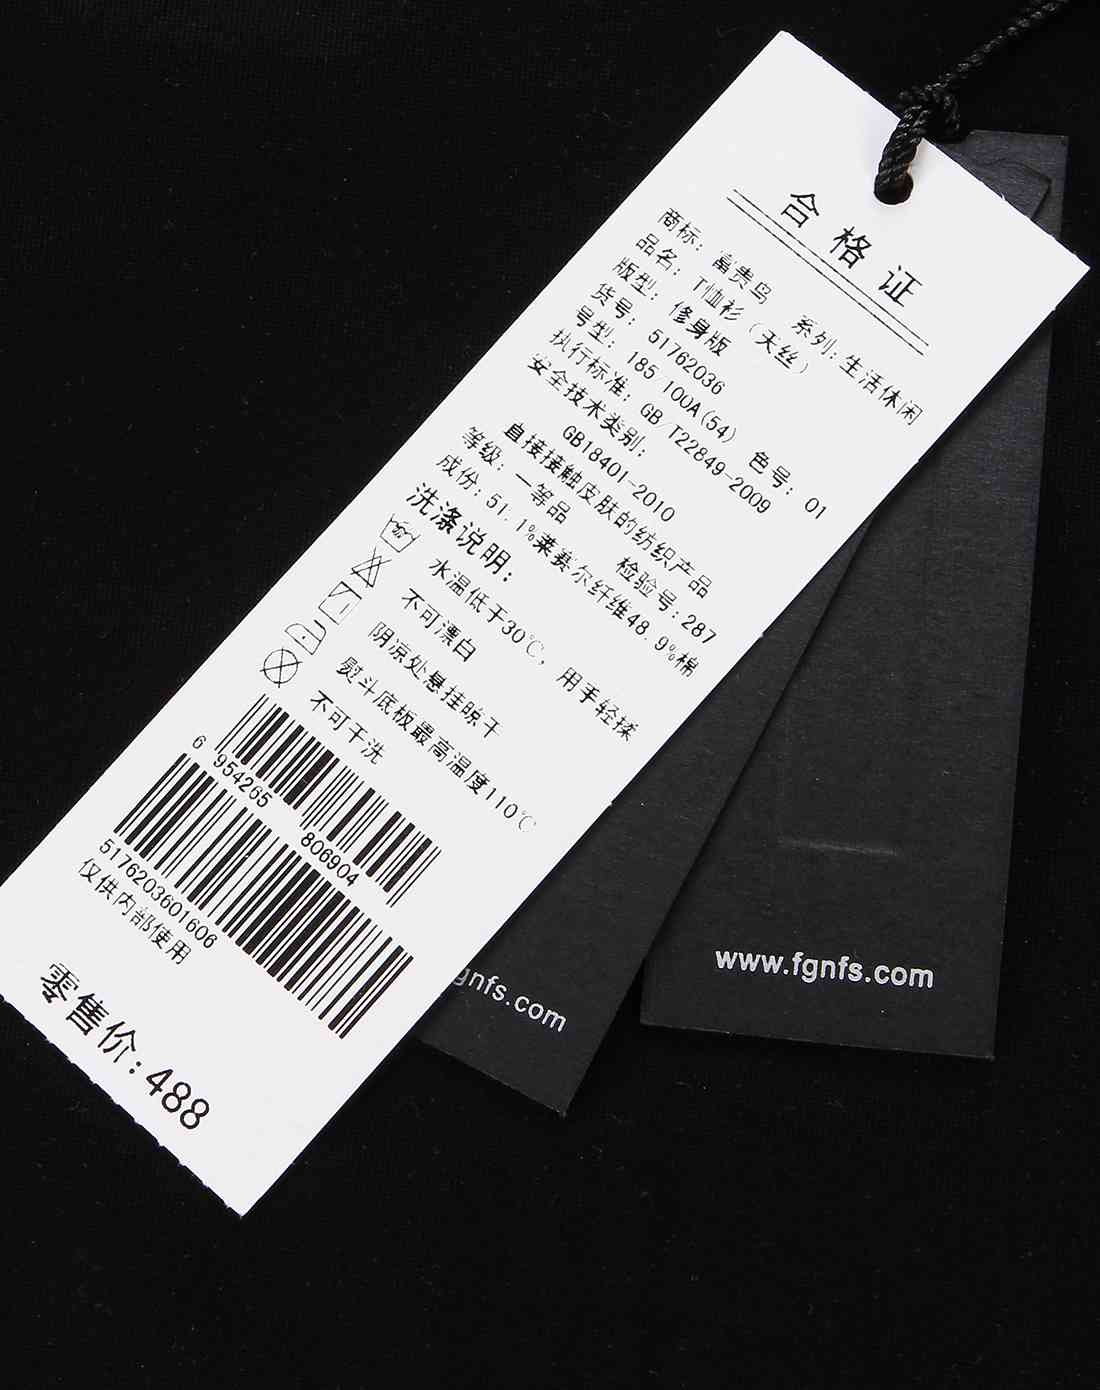 合格证
商标：富贵鸟 系列：生活休闲
品名：T恤衫（天丝）
版型：修身版
货号：51762036
号型：185 100A(54) 色号：01
执行标准：GB/T22849-2009
安全技术类别：
GB18401-2010
直接接触皮肤的纺织产品
等级：一等品 检验号：287
成份：51.1%莱赛尔纤维48.9%棉
洗涤说明：
水温低于30℃，用手轻揉
不可漂白
阴凉处悬挂晾干
熨斗底板最高温度110℃
不可干洗
6 954265 806904
5176203601606
仅供内部使用
零售价:488
gnfs.com
www.fgnfs.com